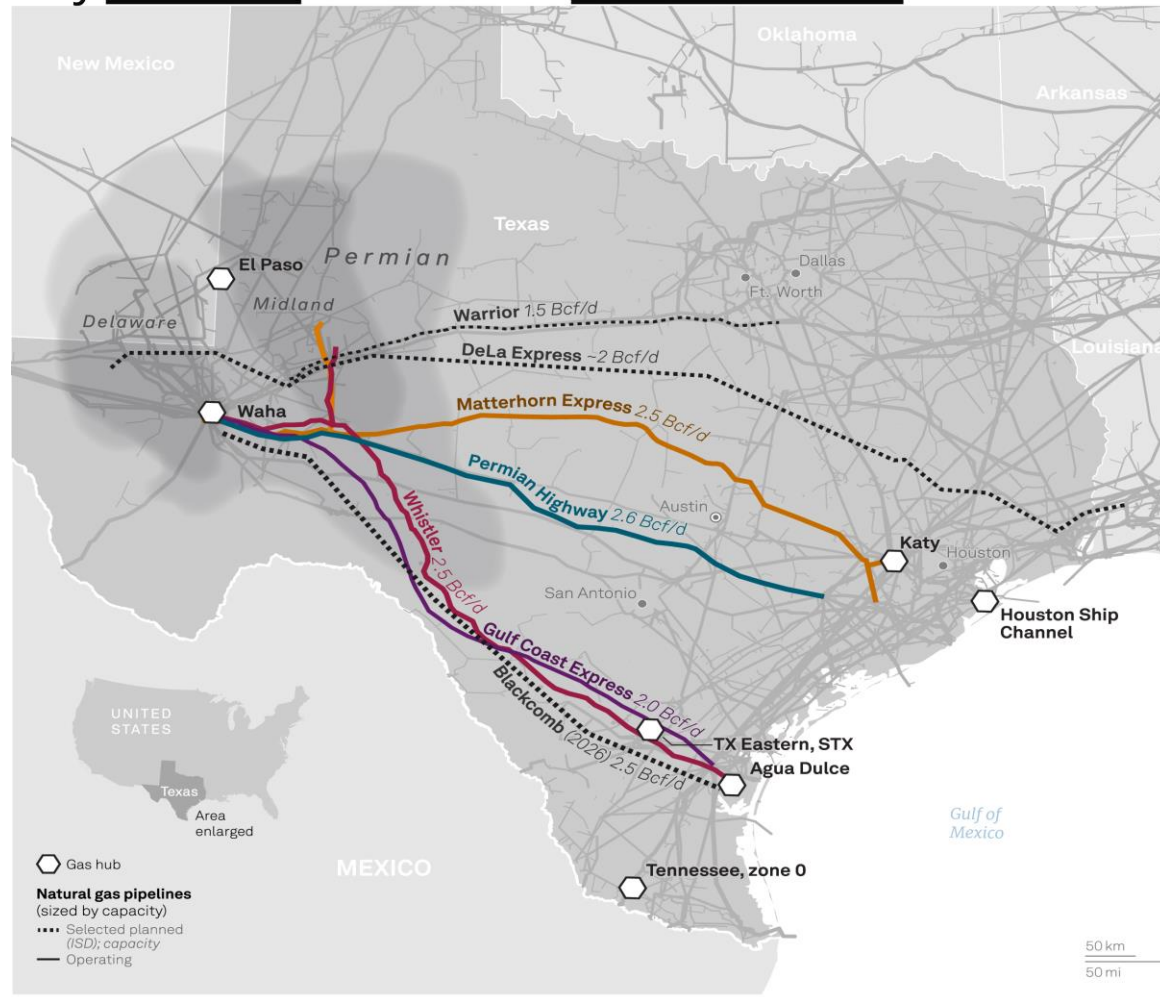 New Mexico
Oklahoma
Arkansas
Texas
Permian
El Paso
Midland
Delaware
Dallas
Ft. Worth
Warrior 1.5 Bcf/d
DeLa Express ~2 Bcf/d
Louisiana
Waha
Matterhorn Express 2.5 Bcf/d
Permian Highway 2.6 Bcf/d
Whistler 2.5 Bcf/d
Austin
Katy
Houston
San Antonio
Houston Ship
Channel
Gulf Coast Express 2.0 Bcf/d
Blackcomb (2026) 2.5 Bcf/d
TX Eastern, STX
Agua Dulce
UNITED
STATES
Texas
Area
enlarged
Gulf of
Mexico
MEXICO
Tennessee, zone 0
Gas hub
Natural gas pipelines
(sized by capacity)
Selected planned
(ISD); capacity
Operating
50 km
50 mi